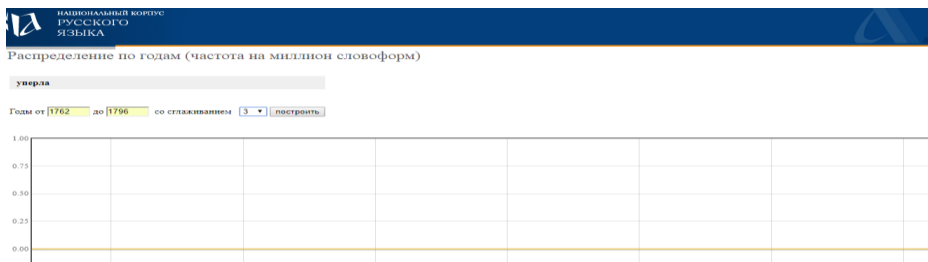 НАЦИОНАЛЬНЫЙ КОРПУС
РУССКОГО
ЯЗЫКА
Распределение по годам (частота на миллион словоформ)
уперла
Годы от 1762 до 1796 со сглаживанием 3 построить
1.00
0.75
0.50
0.25
0.00